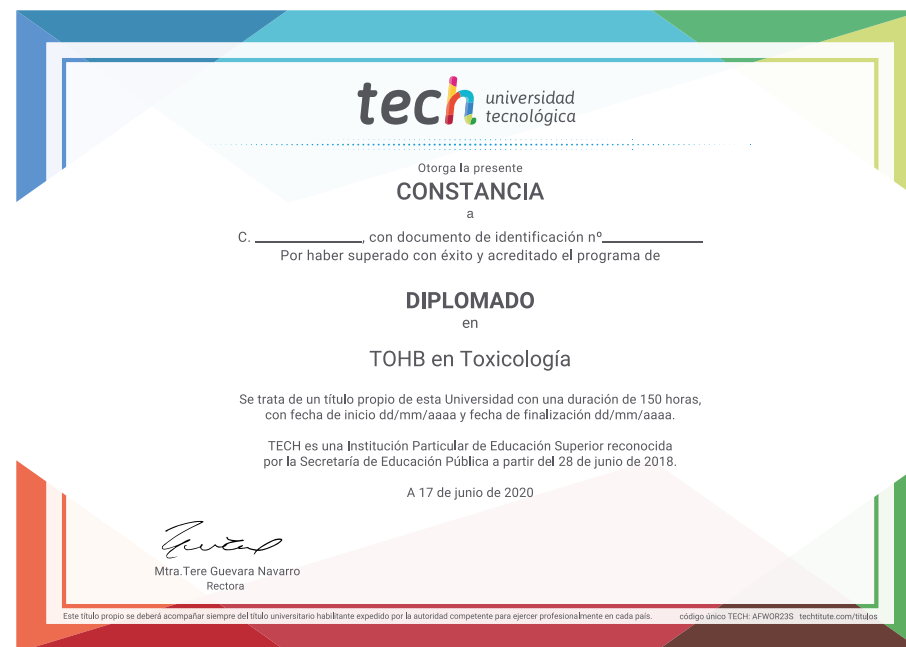 tech universidad
tecnológica
Otorga la presente
CONSTANCIA
a
C. ____________, con documento de identificación nº____________
Por haber superado con éxito y acreditado el programa de
DIPLOMADO
en
TOHB en Toxicología
Se trata de un título propio de esta Universidad con una duración de 150 horas,
con fecha de inicio dd/mm/aaaa y fecha de finalización dd/mm/aaaa.
TECH es una Institución Particular de Educación Superior reconocida
por la Secretaría de Educación Pública a partir del 28 de junio de 2018.
A 17 de junio de 2020
Mtra.Tere Guevara Navarro
Rectora
Este título propio se deberá acompañar siempre del título universitario habilitante expedido por la autoridad competente para ejercer profesionalmente en cada país. código único TECH: AFWOR23S techtitute.com/titulos